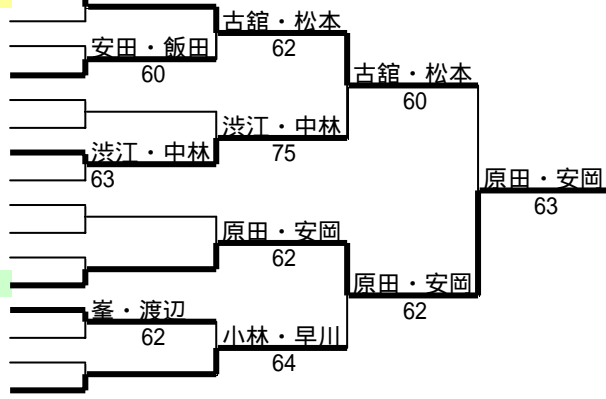 古舘・松本
62
安田・飯田
60
古舘・松本
60
渋江・中林
75
渋江・中林
63
原田・安岡
63
原田・安岡
62
原田・安岡
62
峯・渡辺
62
小林・早川
64